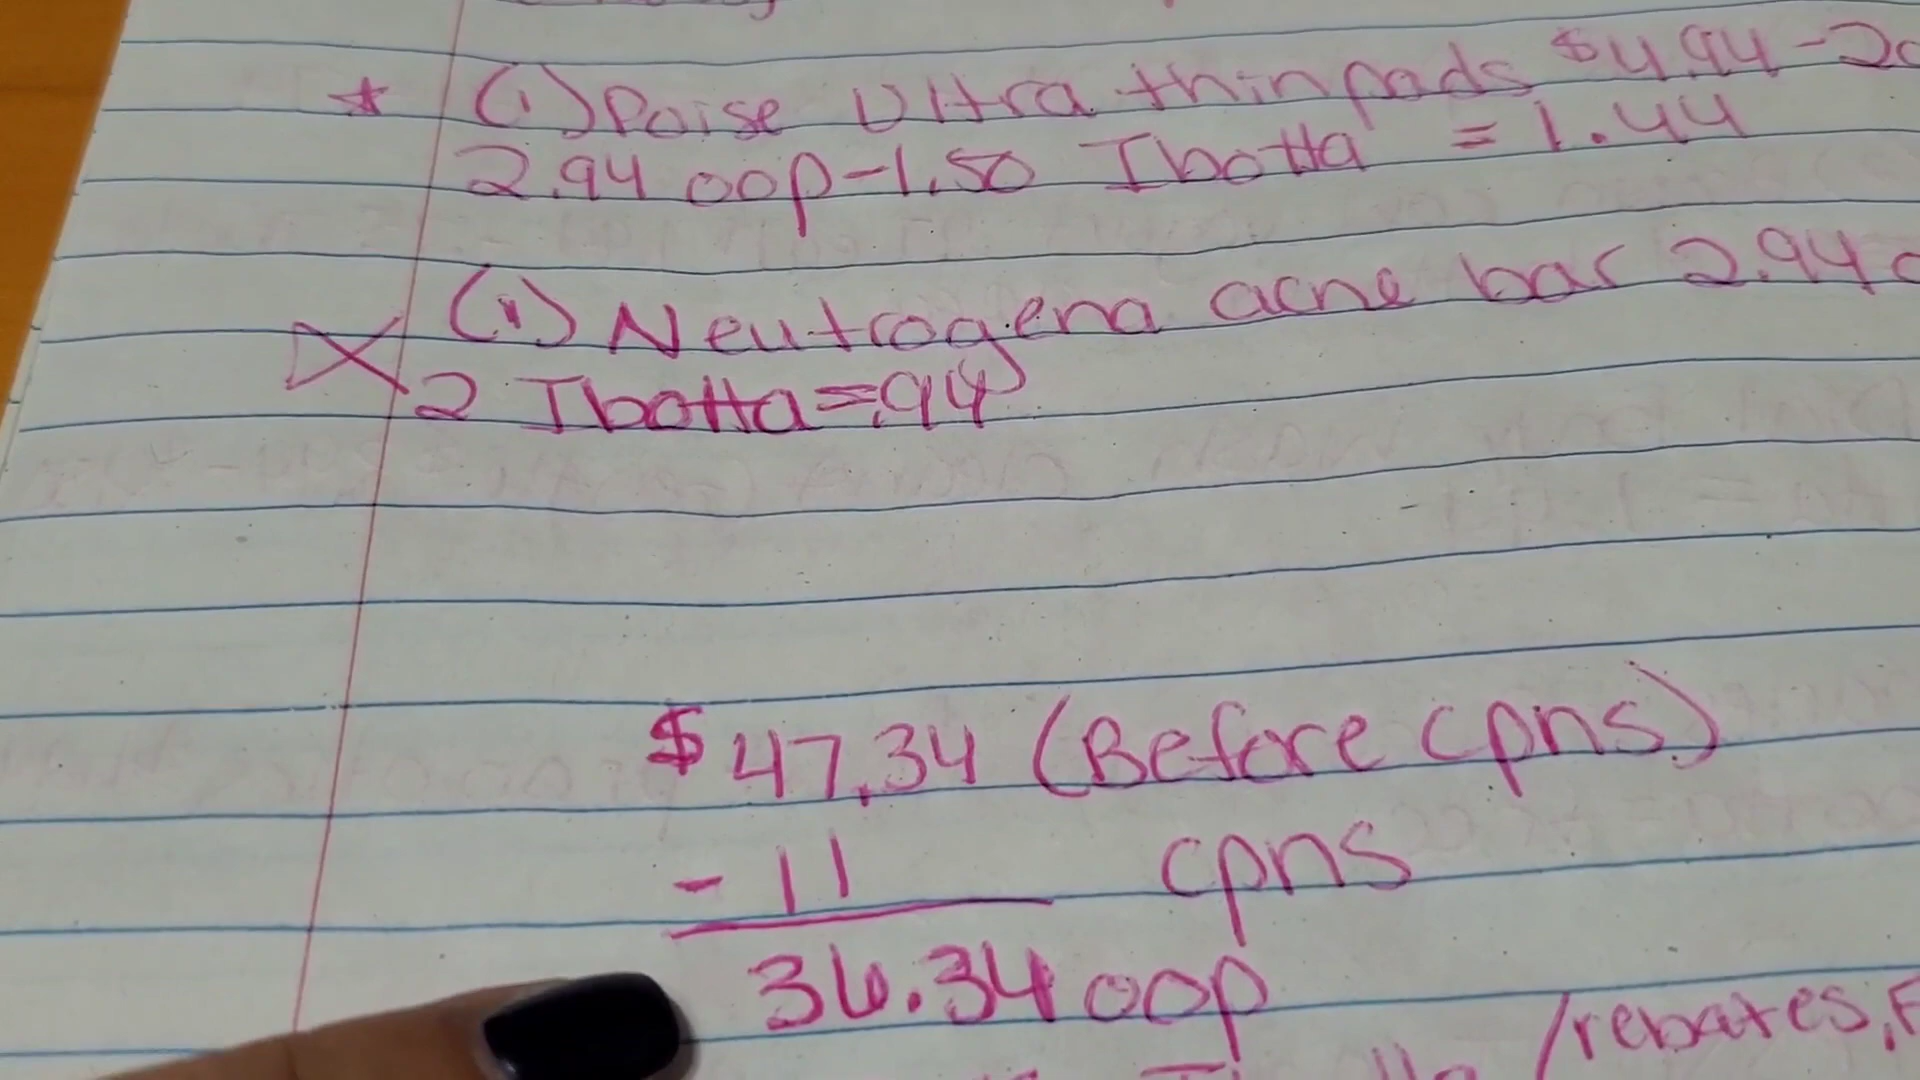 (1) Poise Ultra thin pads $4.94 -
2.94 oop-1.50 Ibotta = 1.44
(1) Neutrogena acne bar 2.94
2 Ibotta=.94
$47.34 (Before cpns)
-11 cpns
36.34 oop
/rebates,